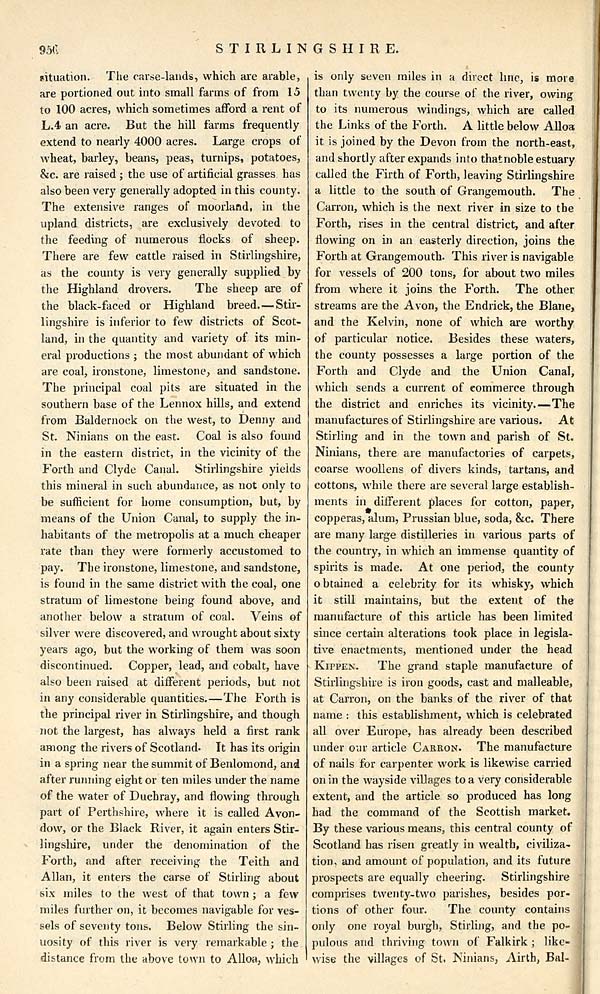 956
STIRLINGSHIRE.
situation. The carse-lands, which are arable,
are portioned out into small farms of from 15
to 100 acres, which sometimes afford a rent of
L.4 an acre. But the hill farms frequently
extend to nearly 4000 acres. Large crops of
wheat, barley, beans, peas, turnips, potatoes,
&c. are raised; the use of artificial grasses has
also been very generally adopted in this county.
The extensive ranges of moorland, in the
upland districts, are exclusively devoted to
the feeding of numerous flocks of sheep.
There are few cattle raised in Stirlingshire,
as the county is very generally supplied by
the Highland drovers. The sheep are of
the black-faced or Highland breed.—Stir-
lingshire is inferior to few districts of Scot-
land, in the quantity and variety of its min-
eral productions; the most abundant of which
are coal, ironstone, limestone, and sandstone.
The principal coal pits are situated in the
southern base of the Lennox hills, and extend
from Baldernock on the west, to Denny and
St. Ninians on the east. Coal is also found
in the eastern district, in the vicinity of the
Forth and Clyde Canal. Stirlingshire yields
this mineral in such abundance, as not only to
be sufficient for home consumption, but, by
means of the Union Canal, to supply the in-
habitants of the metropolis at a much cheaper
rate than they were formerly accustomed to
pay. The ironstone, limestone, and sandstone,
is found in the same district with the coal, one
stratum of limestone being found above, and
another below a stratum of coal. Veins of
silver were discovered, and wrought about sixty
years ago, but the working of them was soon
discontinued. Copper, lead, and cobalt, have
also been raised at different periods, but not
in any considerable quantities.—The Forth is
the principal river in Stirlingshire, and though
not the largest, has always held a first rank
among the rivers of Scotland. It has its origin
in a spring near the summit of Benlomond, and
after running eight or ten miles under the name
of the water of Duchray, and flowing through
part of Perthshire, where it is called Avon-
dow, or the Black River, it again enters Stir-
lingshire, under the denomination of the
Forth, and after receiving the Teith and
Allan, it enters the carse of Stirling about
six miles to the west of that town; a few
miles further on, it becomes navigable for ves-
sels of seventy tons. Below Stirling the sin-
uosity of this river is very remarkable; the
distance from the above town to Alloa, which
is only seven miles in a direct line, is more
than twenty by the course of the river, owing
to its numerous windings, which are called
the Links of the Forth. A little below Alloa
it is joined by the Devon from the north-east,
and shortly after expands into that noble estuary
called the Firth of Forth, leaving Stirlingshire
a little to the south of Grangemouth. The
Carron, which is the next river in size to the
Forth, rises in the central district, and after
flowing on in an easterly direction, joins the
Forth at Grangemouth. This river is navigable
for vessels of 200 tons, for about two miles
from where it joins the Forth. The other
streams are the Avon, the Endrick, the Blane,
and the Kelvin, none of which are worthy
of particular notice. Besides these waters,
the county possesses a large portion of the
Forth and Clyde and the Union Canal,
which sends a current of commerce through
the district and enriches its vicinity.—The
manufactures of Stirlingshire are various. At
Stirling and in the town and parish of St.
Ninians, there are manufactories of carpets,
coarse woollens of divers kinds, tartans, and
cottons, while there are several large establish-
ments in different places for cotton, paper,
copperas, alum, Prussian blue, soda, &c. There
are many large distilleries in various parts of
the country, in which an immense quantity of
spirits is made. At one period, the county
obtained a celebrity for its whisky, which
it still maintains, but the extent of the
manufacture of this article has been limited
since certain alterations took place in legisla-
tive enactments, mentioned under the head
KIPPEN. The grand staple manufacture of
Stirlingshire is iron goods, cast and malleable,
at Carron, on the banks of the river of that
name: this establishment, which is celebrated
all over Europe, has already been described
under our article CARRON. The manufacture
of nails for carpenter work is likewise carried
on in the wayside villages to a very considerable
extent, and the article so produced has long
had the command of the Scottish market.
By these various means, this central county of
Scotland has risen greatly in wealth, civiliza-
tion, and amount of population, and its future
prospects are equally cheering. Stirlingshire
comprises twenty-two parishes, besides por-
tions of other four. The county contains
only one royal burgh, Stirling, and the po-
pulous and thriving town of Falkirk; like-
wise the villages of St. Ninians, Airth, Bal-